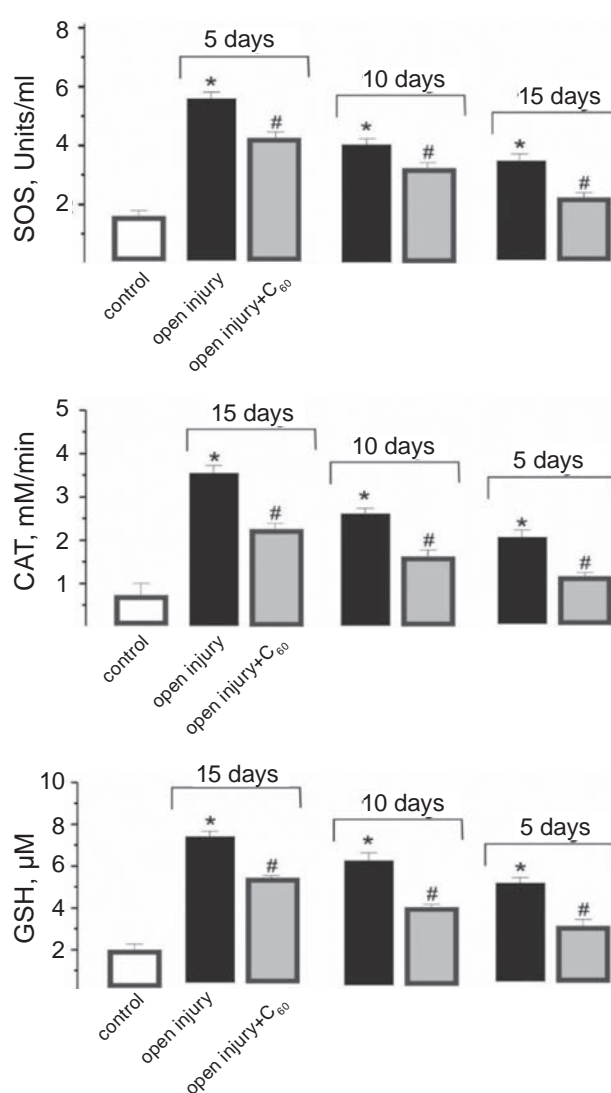 8
6
4
2
SOS, Units/ml
5 days
10 days
15 days
*
#
*
#
*
#
control
open injury
open injury+C₆₀
5
4
3
2
1
CAT, mM/min
15 days
10 days
5 days
*
#
*
#
*
#
control
open injury
open injury+C₆₀
10
8
6
4
2
GSH, µM
15 days
10 days
5 days
*
#
*
#
*
#
control
open injury
open injury+C₆₀